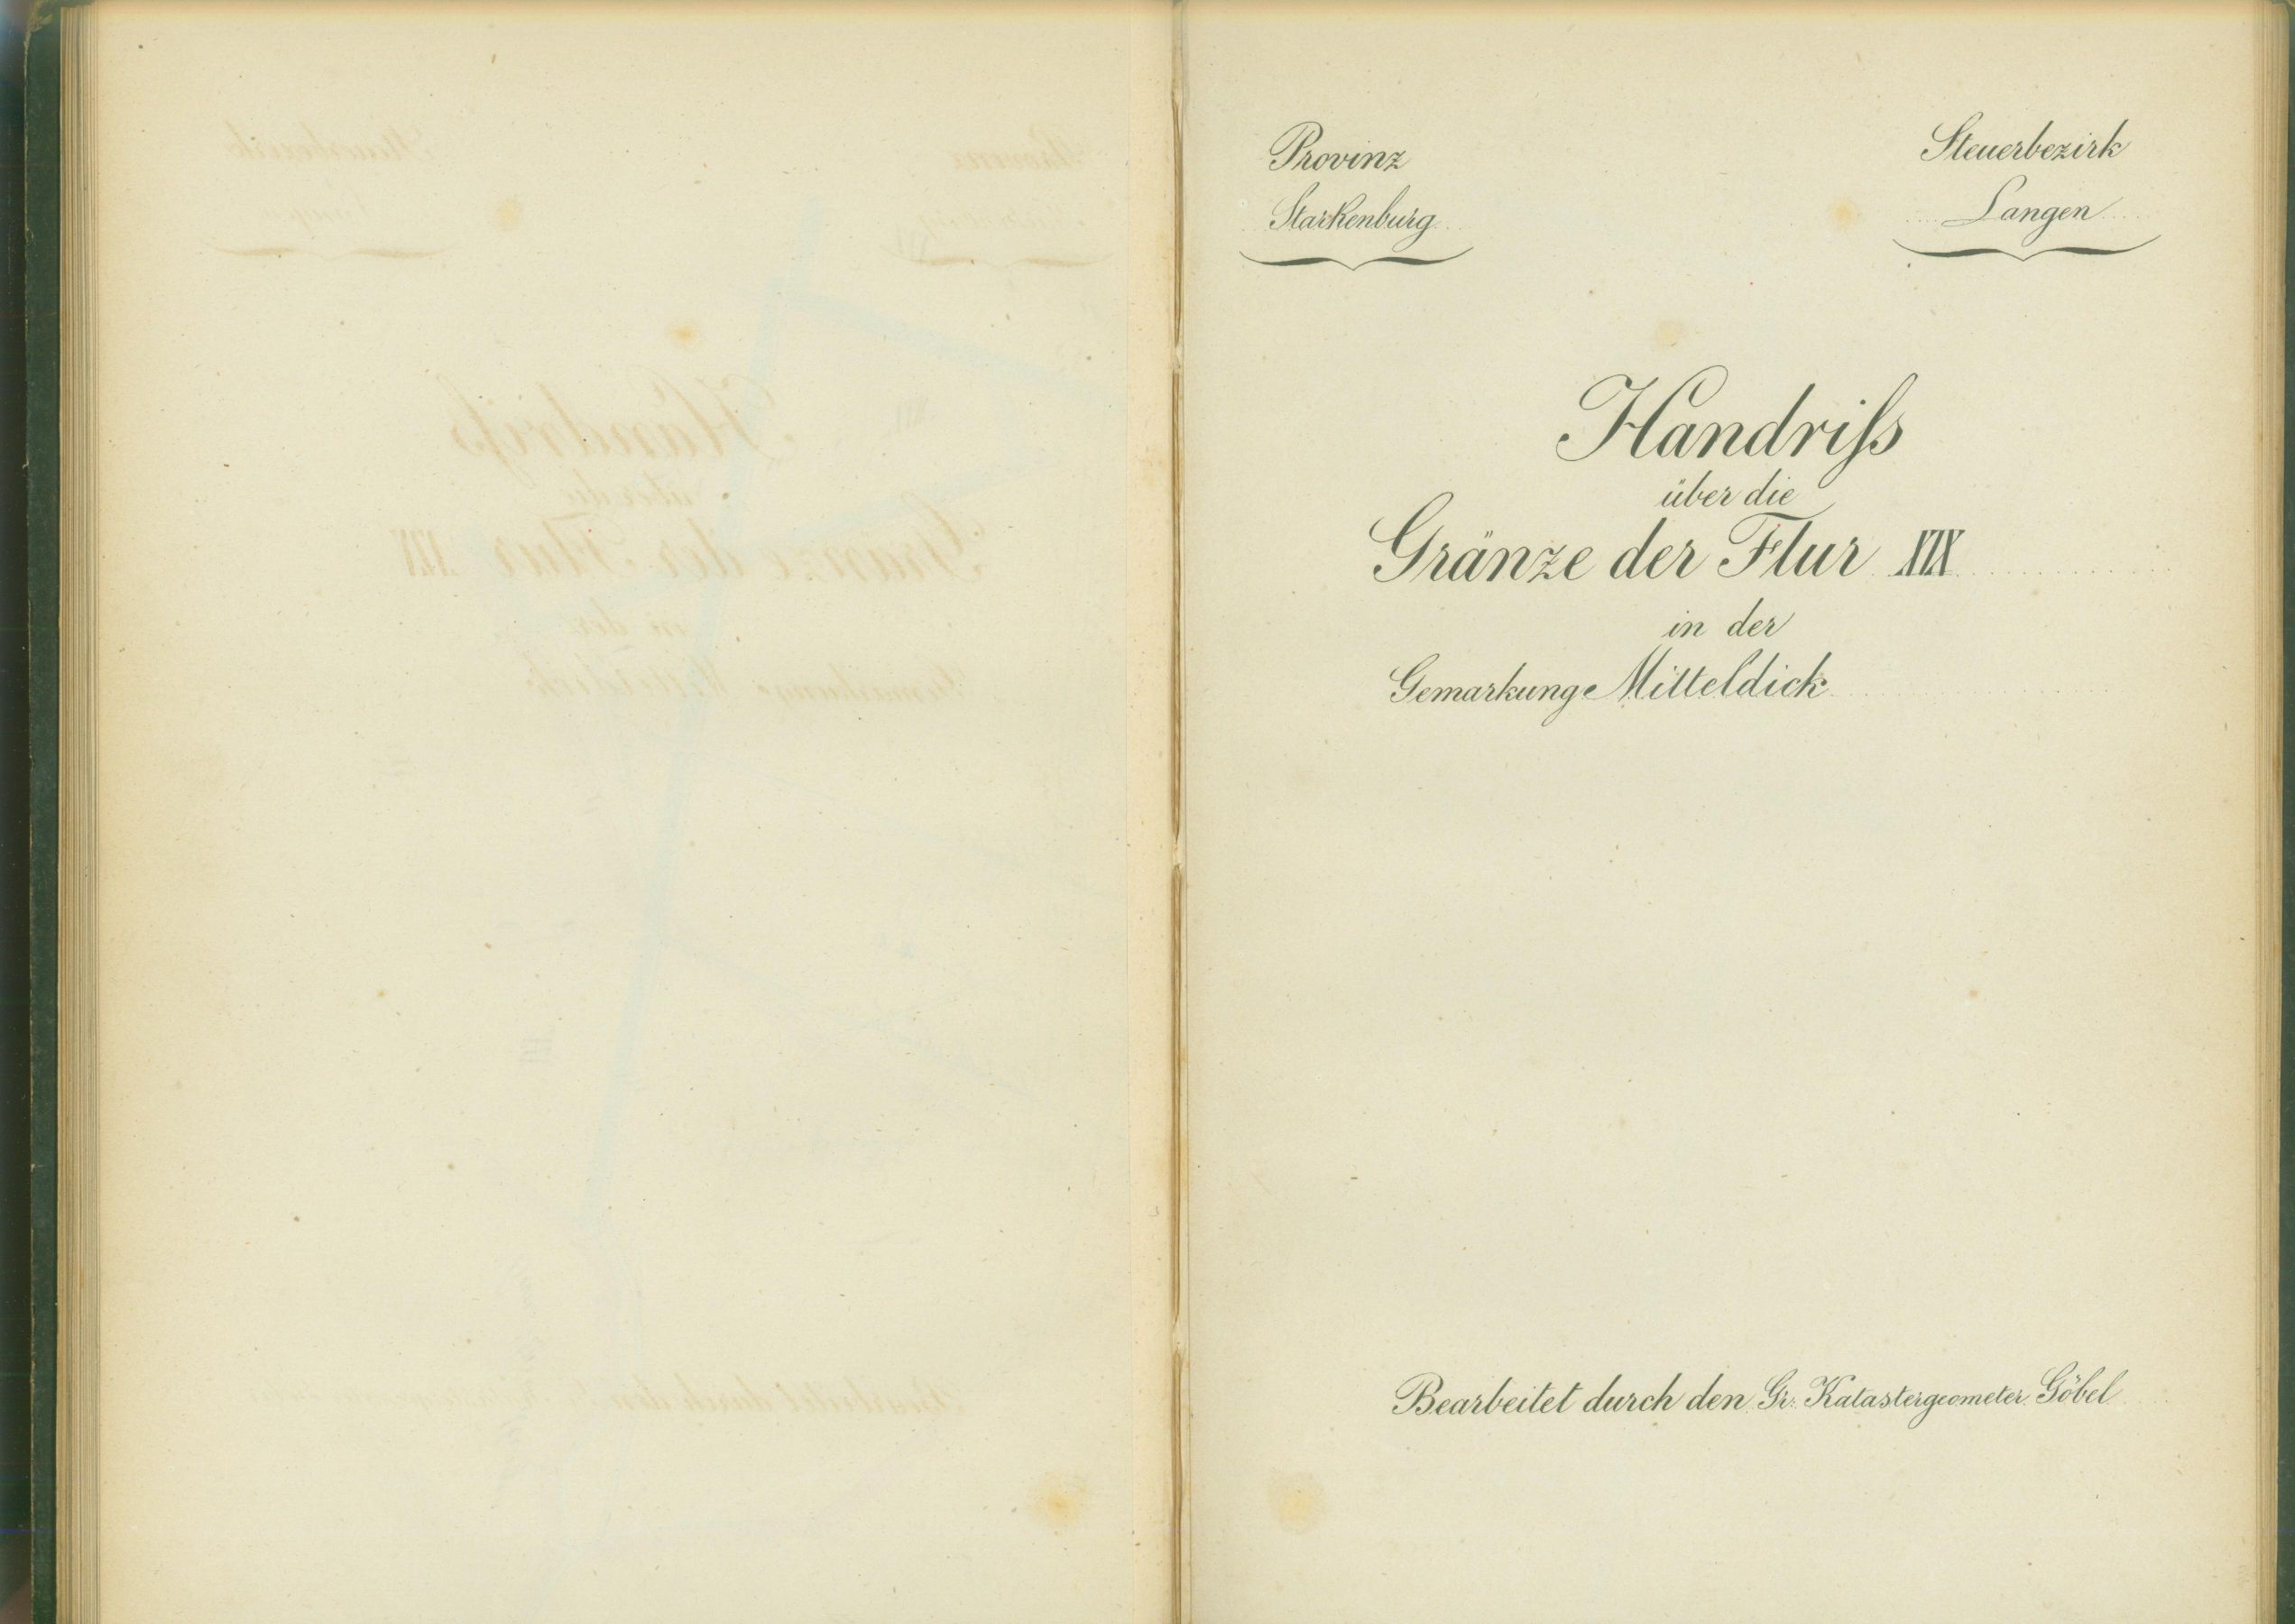 Provinz
Starkenburg
Steuerbezirk
Langen
Handriſs
über die
Gränze der Flur XIX
in der
Gemarkung Mitteldick
Bearbeitet durch den Gr. Katastergeometer Göbel